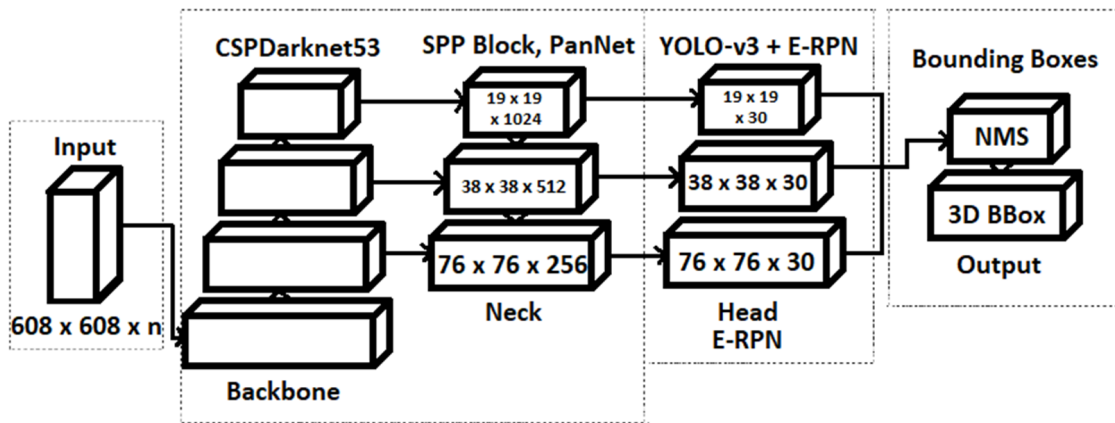 Input
608 x 608 x n
CSPDarknet53
Backbone
SPP Block, PanNet
19 x 19
x 1024
38 x 38 x 512
76 x 76 x 256
Neck
YOLO-v3 + E-RPN
19 x 19
x 30
38 x 38 x 30
76 x 76 x 30
Head
E-RPN
Bounding Boxes
NMS
3D BBox
Output